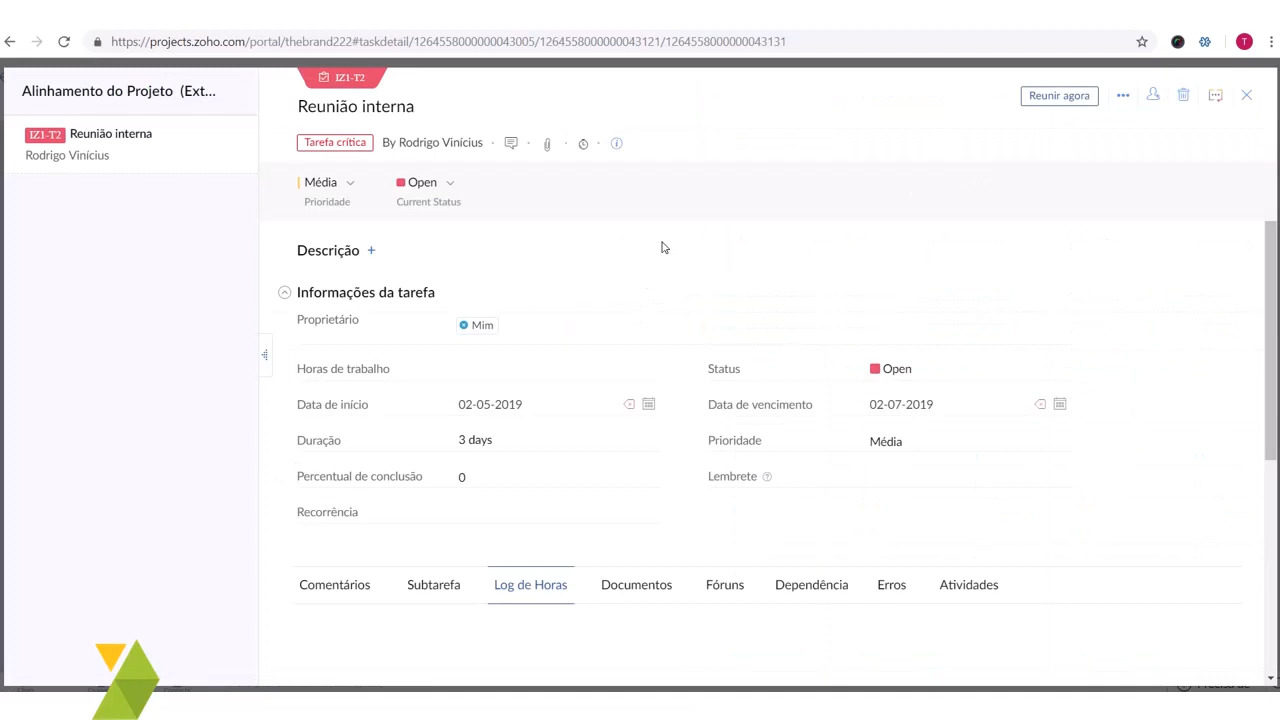 https://projects.zoho.com/portal/thebrand222#taskdetail/1264558000000043005/1264558000000043121/1264558000000043131
T
Alinhamento do Projeto (Ext...
IZ1-T2 Reunião interna
Rodrigo Vinícius
IZ1-T2
Reunião interna
Reunir agora
Tarefa crítica By Rodrigo Vinícius
Média Open
Prioridade Current Status
Descrição +
Informações da tarefa
Proprietário Mim
Horas de trabalho Status Open
Data de início 02-05-2019 Data de vencimento 02-07-2019
Duração 3 days Prioridade Média
Percentual de conclusão 0 Lembrete ?
Recorrência
Comentários Subtarefa Log de Horas Documentos Fóruns Dependência Erros Atividades